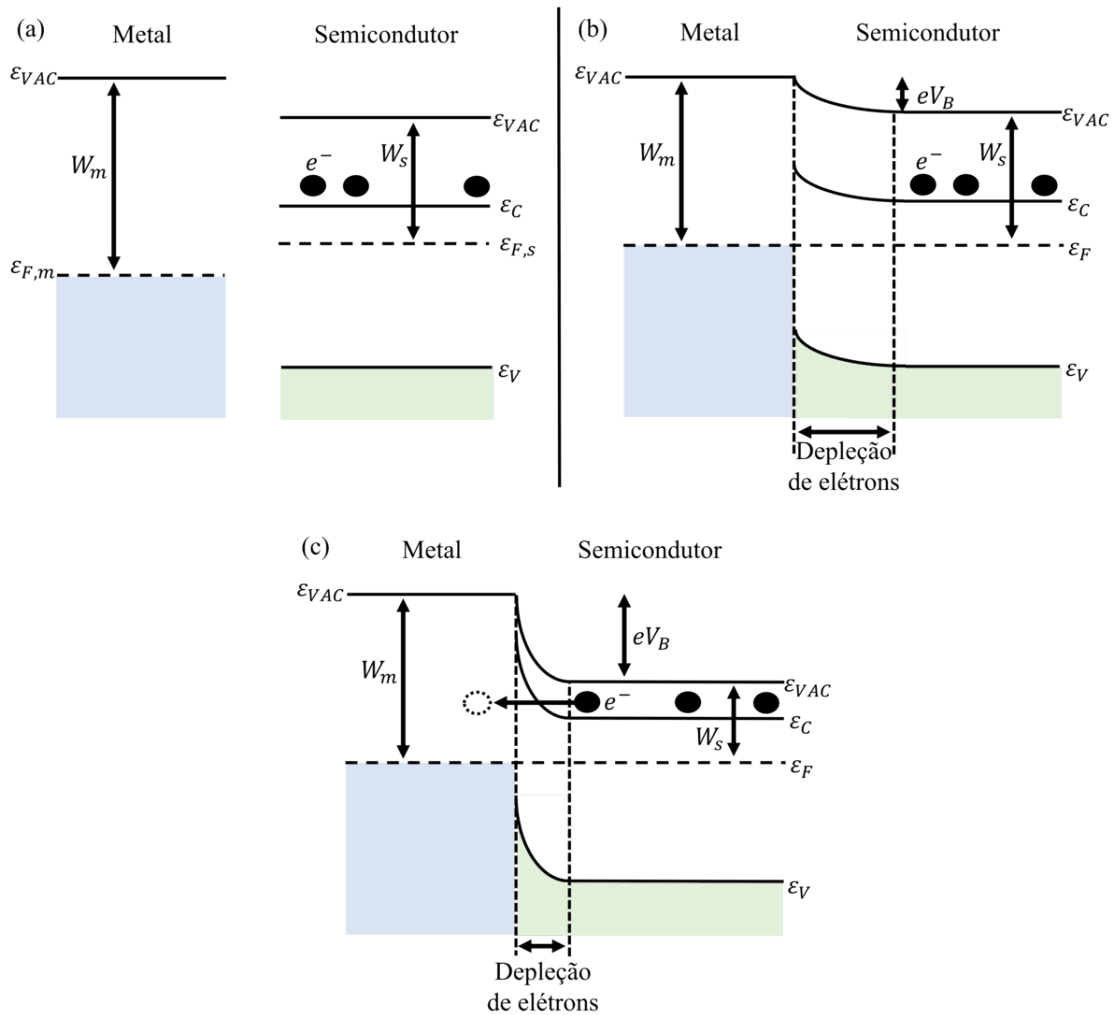 (a)
Metal
Semicondutor
ε_VAC
ε_VAC
W_m
W_s
e⁻
ε_C
ε_F,s
ε_F,m
ε_V
(b)
Metal
Semicondutor
ε_VAC
eV_B
ε_VAC
W_m
W_s
e⁻
ε_C
ε_F
ε_V
Depleção
de elétrons
(c)
Metal
Semicondutor
ε_VAC
eV_B
W_m
ε_VAC
e⁻
ε_C
W_s
ε_F
ε_V
Depleção
de elétrons